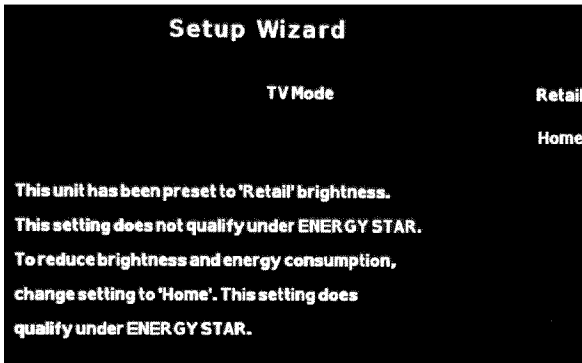 Setup Wizard
TV Mode
Retail
Home
This unit has been preset to 'Retail' brightness.
This setting does not qualify under ENERGY STAR.
To reduce brightness and energy consumption,
change setting to 'Home'. This setting does
qualify under ENERGY STAR.